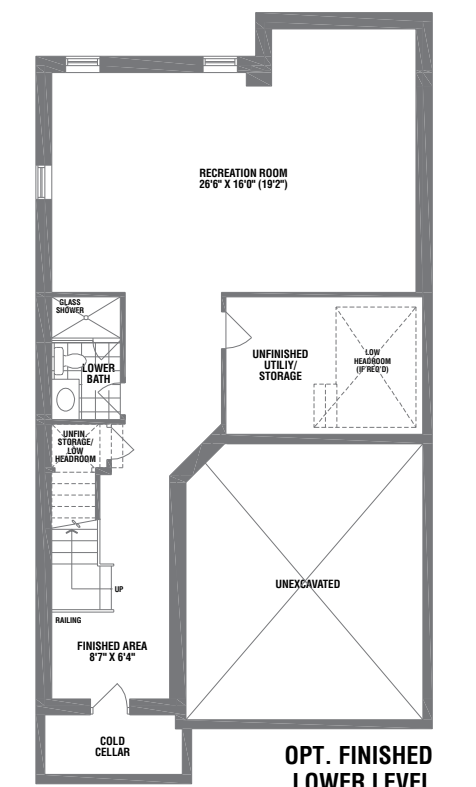 RECREATION ROOM
26'6" X 16'0" (19'2")
GLASS
SHOWER
LOWER
BATH
UNFINISHED
UTILIY/
STORAGE
LOW
HEADROOM
(IF REQ'D)
UNFIN.
STORAGE/
LOW
HEADROOM
UP
RAILING
UNEXCAVATED
FINISHED AREA
8'7" X 6'4"
COLD
CELLAR
OPT. FINISHED
LOWER LEVEL